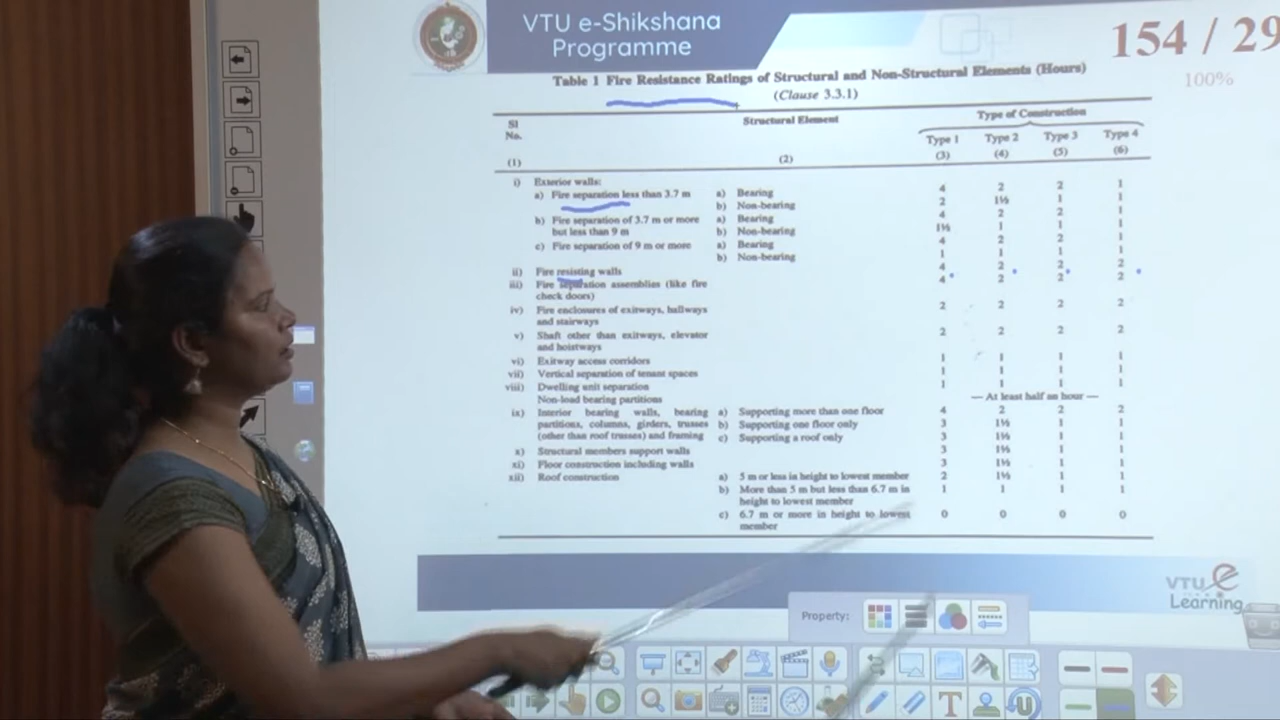 VTU e-Shikshana
Programme
154 / 29
100%
Table 1 Fire Resistance Ratings of Structural and Non-Structural Elements (Hours)
(Clause 3.3.1)
Sl No. Structural Element Type of Construction
Type 1 Type 2 Type 3 Type 4
(1) (2) (3) (4) (5) (6)
i) Exterior walls:
a) Fire separation less than 3.7 m a) Bearing 4 2 2 1
b) Non-bearing 2 1½ 1 1
b) Fire separation of 3.7 m or more but less than 9 m a) Bearing 4 2 2 1
b) Non-bearing 1½ 1 1 1
c) Fire separation of 9 m or more a) Bearing 4 2 2 1
b) Non-bearing 1 1 1 1
ii) Fire resisting walls 4 2 2 2
iii) Fire separation assemblies (like fire check doors) 4 2 2 2
iv) Fire enclosures of exitways, hallways and stairways 2 2 2 2
v) Shaft other than exitways, elevator and hoistways 2 2 2 2
vi) Exitway access corridors 1 1 1 1
vii) Vertical separation of tenant spaces 1 1 1 1
viii) Dwelling unit separation 1 1 1 1
Non-load bearing partitions — At least half an hour —
ix) Interior bearing walls, bearing partitions, columns, girders, trusses (other than roof trusses) and framing a) Supporting more than one floor 4 2 2 2
b) Supporting one floor only 3 1½ 1 1
c) Supporting a roof only 3 1½ 1 1
x) Structural members support walls 3 1½ 1 1
xi) Floor construction including walls 3 1½ 1 1
xii) Roof construction a) 5 m or less in height to lowest member 2 1½ 1 1
b) More than 5 m but less than 6.7 m in height to lowest member 1 1 1 1
c) 6.7 m or more in height to lowest member 0 0 0 0
VTU e
Learning
Property: